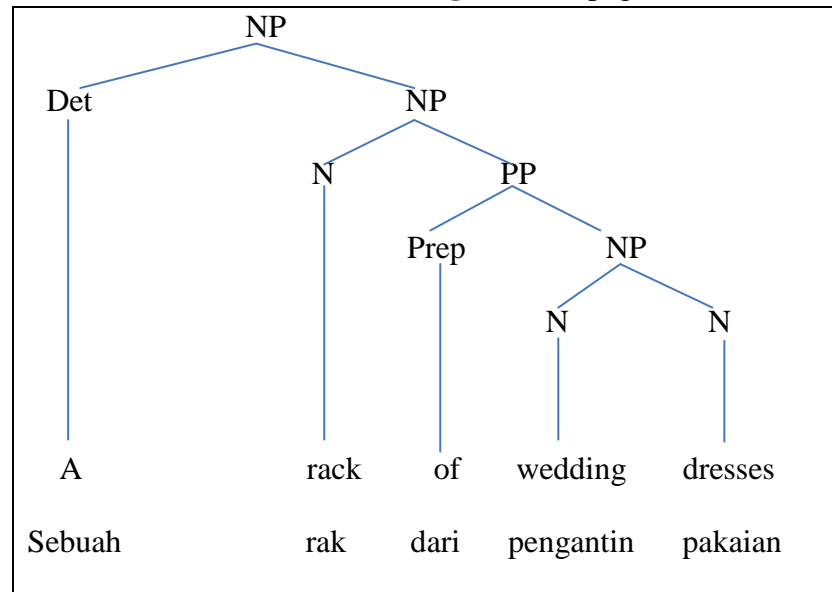 NP
Det NP
N PP
Prep NP
N N
A rack of wedding dresses
Sebuah rak dari pengantin pakaian